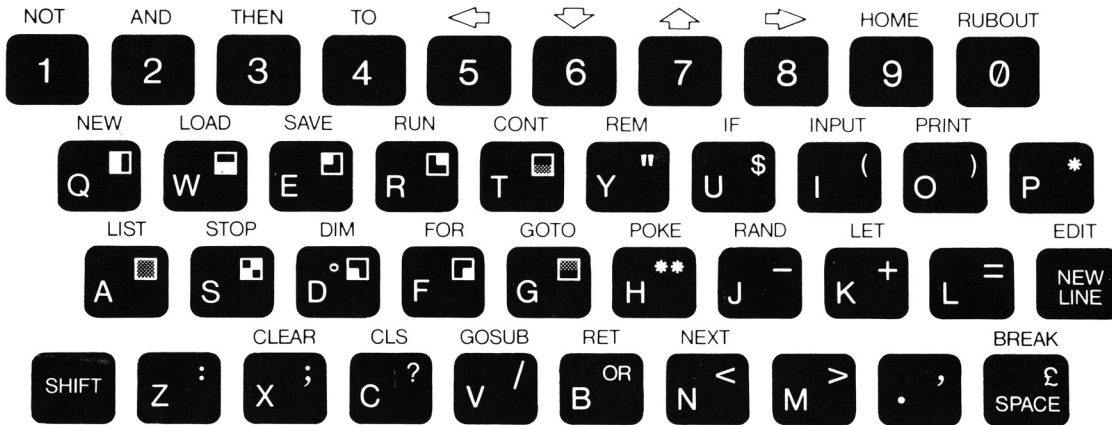 NOT AND THEN TO HOME RUBOUT
1 2 3 4 5 6 7 8 9 0
NEW LOAD SAVE RUN CONT REM IF INPUT PRINT
Q W E R T Y " U $ I ( O ) P *
LIST STOP DIM FOR GOTO POKE RAND LET EDIT
A S D F G H ** J − K + L = NEW LINE
CLEAR CLS GOSUB RET NEXT BREAK
SHIFT Z : X ; C ? V / B OR N < M > . , £ SPACE